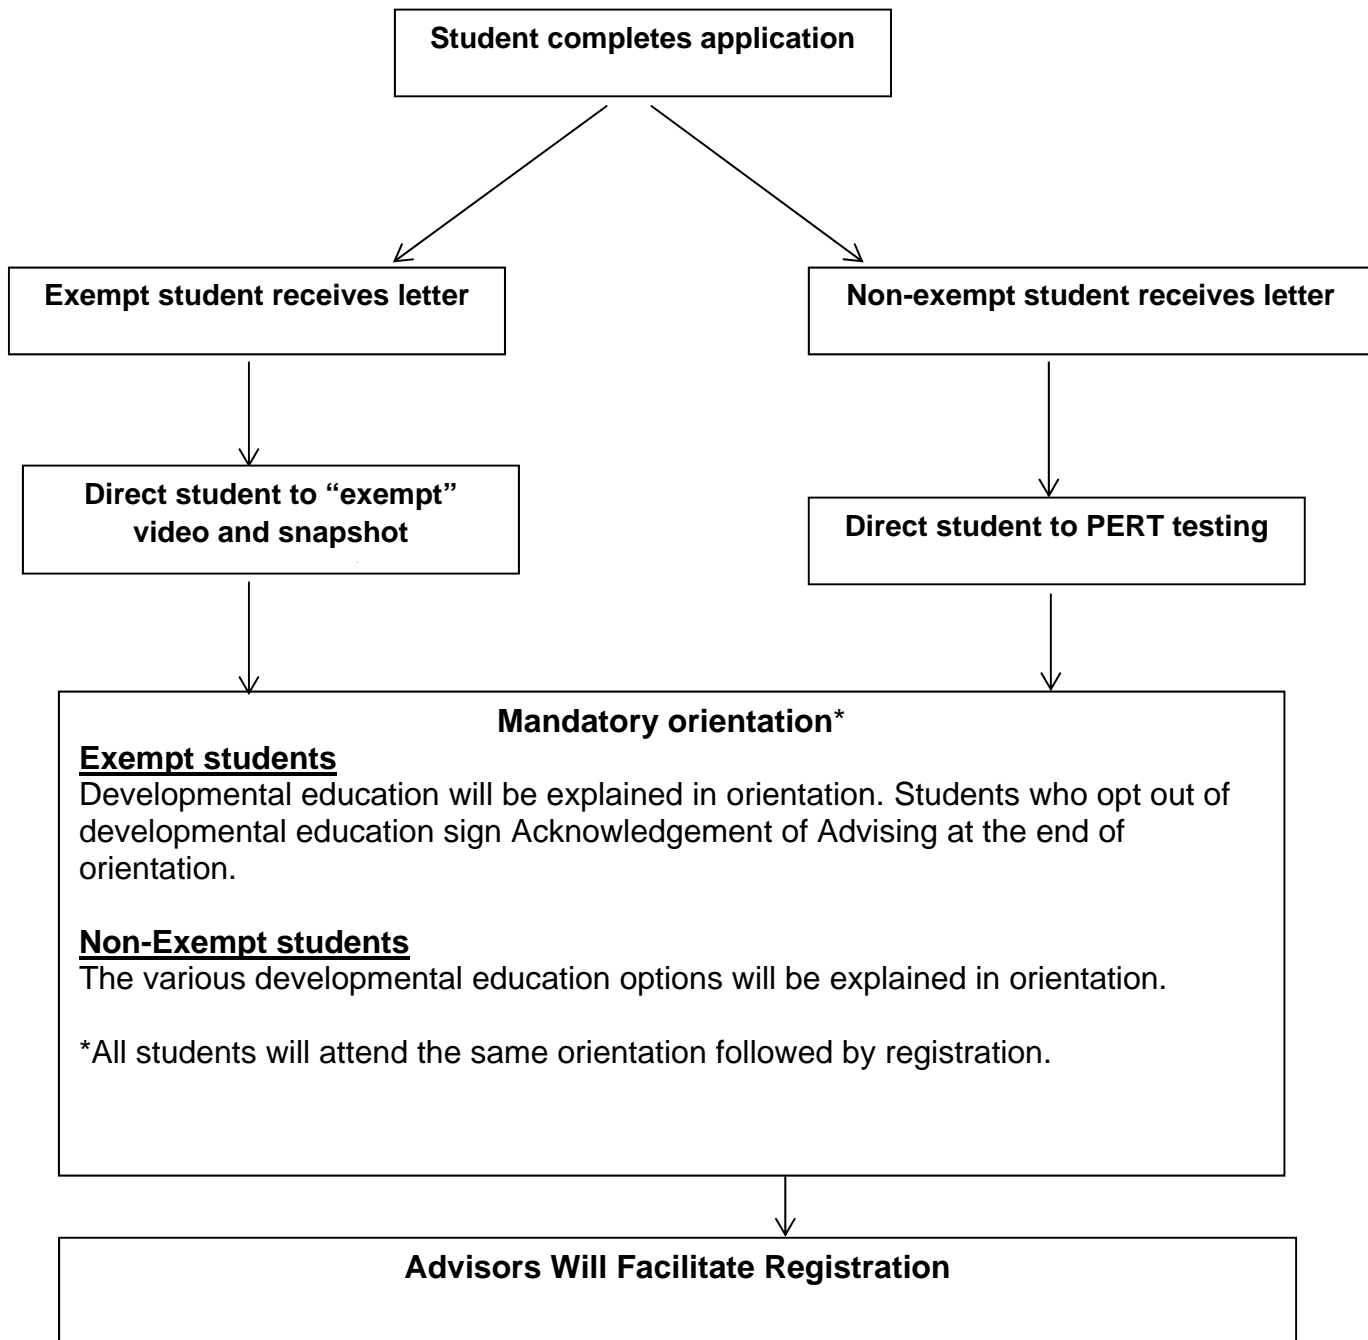 Student completes application
Exempt student receives letter
Non-exempt student receives letter
Direct student to “exempt”
video and snapshot
Direct student to PERT testing
Mandatory orientation*
Exempt students
Developmental education will be explained in orientation. Students who opt out of
developmental education sign Acknowledgement of Advising at the end of
orientation.
Non-Exempt students
The various developmental education options will be explained in orientation.
*All students will attend the same orientation followed by registration.
Advisors Will Facilitate Registration